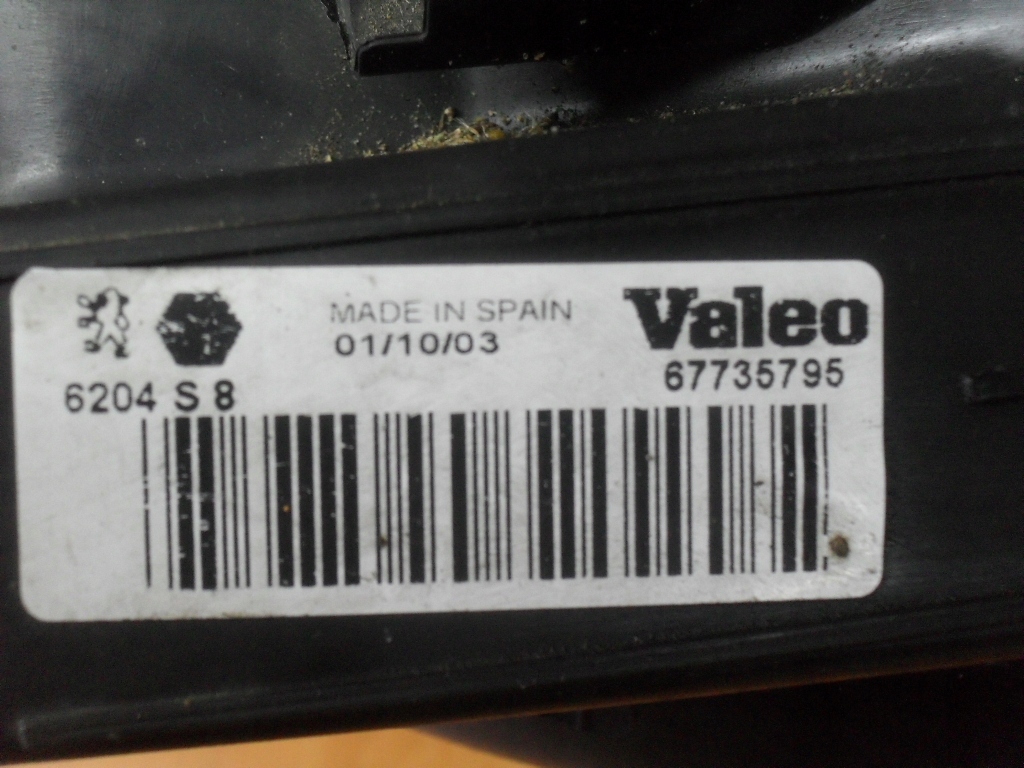 MADE IN SPAIN
01/10/03
Valeo
67735795
6204 S 8